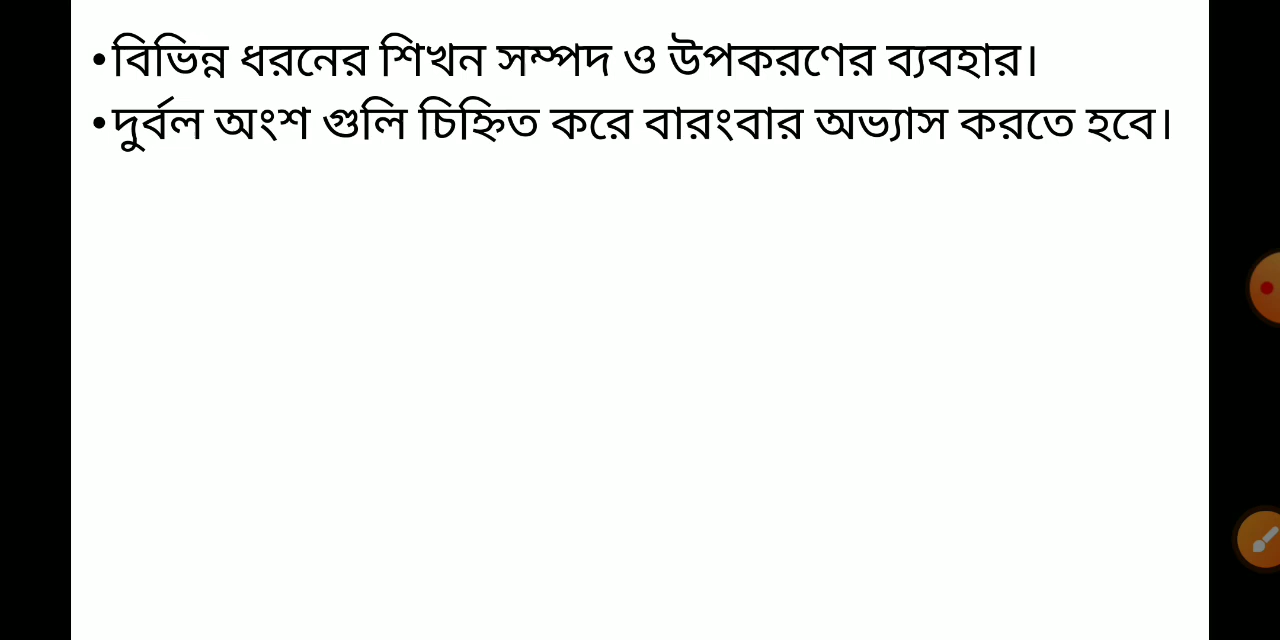 •বিভিন্ন ধরনের শিখন সম্পদ ও উপকরণের ব্যবহার।
•দুর্বল অংশ গুলি চিহ্নিত করে বারংবার অভ্যাস করতে হবে।